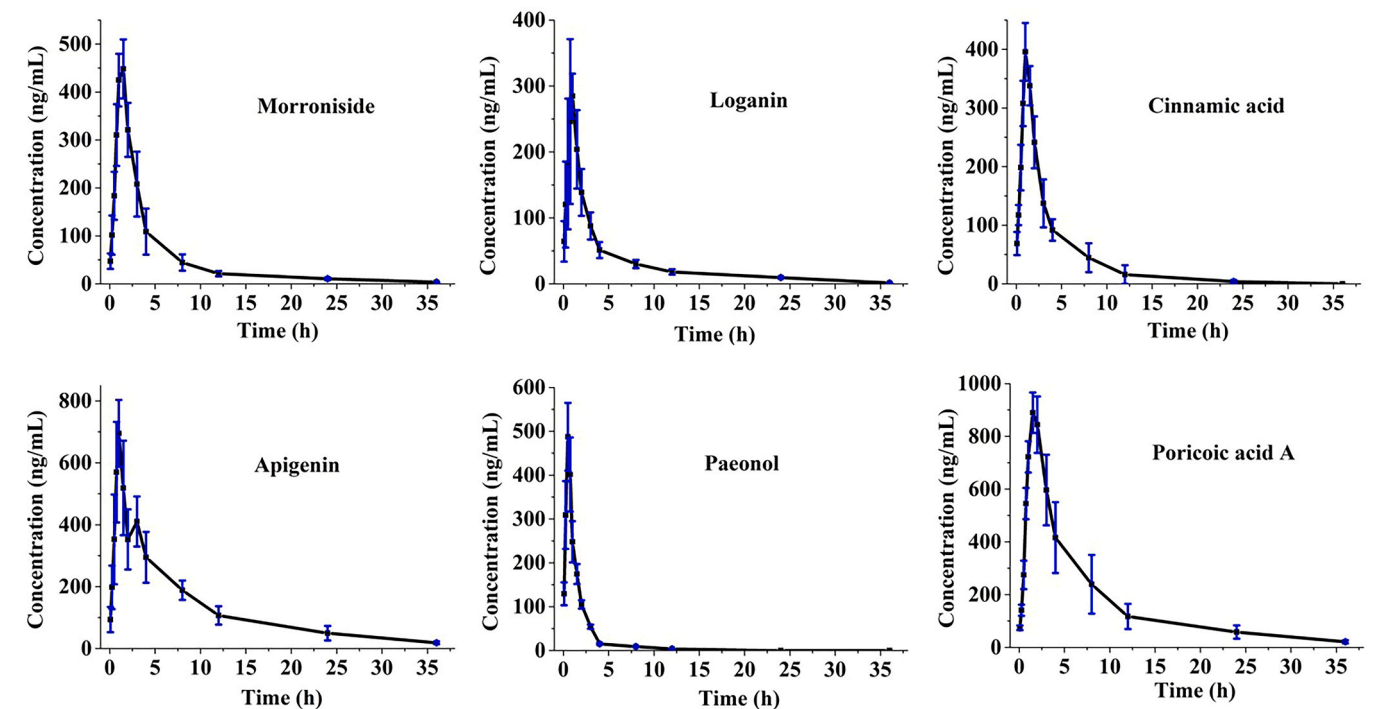 Concentration (ng/mL)
500
400
300
200
100
0
Morroniside
0 5 10 15 20 25 30 35
Time (h)
Concentration (ng/mL)
400
300
200
100
0
Loganin
0 5 10 15 20 25 30 35
Time (h)
Concentration (ng/mL)
400
300
200
100
0
Cinnamic acid
0 5 10 15 20 25 30 35
Time (h)
Concentration (ng/mL)
800
600
400
200
0
Apigenin
0 5 10 15 20 25 30 35
Time (h)
Concentration (ng/mL)
600
500
400
300
200
100
0
Paeonol
0 5 10 15 20 25 30 35
Time (h)
Concentration (ng/mL)
1000
800
600
400
200
0
Poricoic acid A
0 5 10 15 20 25 30 35
Time (h)